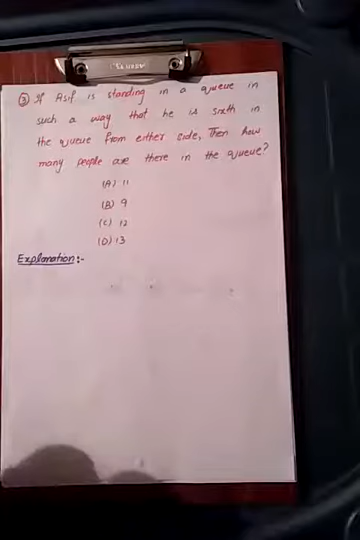 ③ If Asif is standing in a queue in
such a way that he is sixth in
the queue from either side, Then how
many people are there in the queue?
(A) 11
(B) 9
(C) 12
(D) 13
Explanation:-